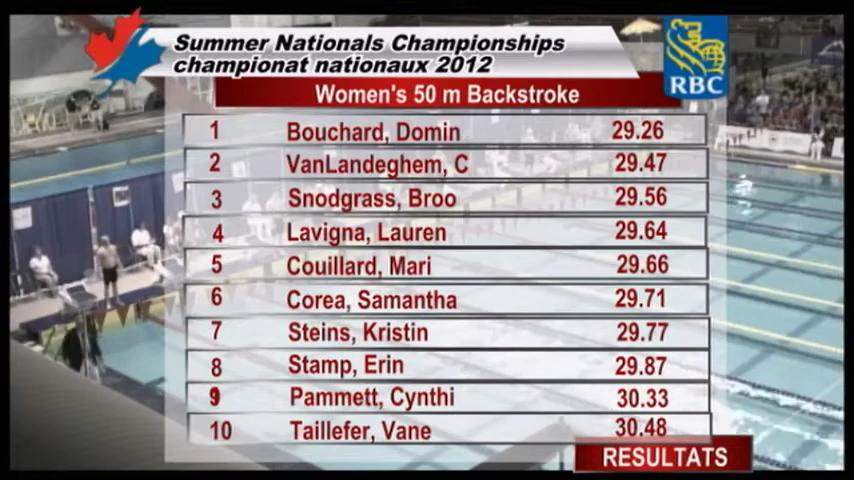 Summer Nationals Championships
championat nationaux 2012
RBC
Women's 50 m Backstroke
1 Bouchard, Domin 29.26
2 VanLandeghem, C 29.47
3 Snodgrass, Broo 29.56
4 Lavigna, Lauren 29.64
5 Couillard, Mari 29.66
6 Corea, Samantha 29.71
7 Steins, Kristin 29.77
8 Stamp, Erin 29.87
9 Pammett, Cynthi 30.33
10 Taillefer, Vane 30.48
RESULTATS